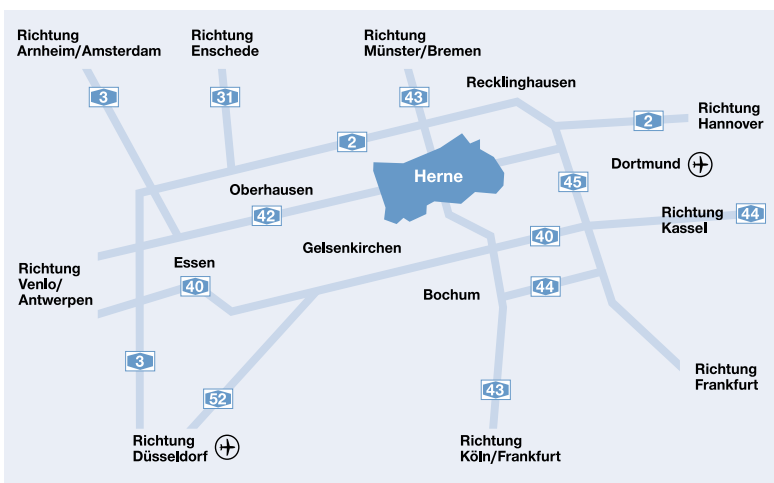 Richtung
Arnheim/Amsterdam
Richtung
Enschede
Richtung
Münster/Bremen
Recklinghausen
3
31
43
Richtung
Hannover
2
2
Dortmund
Herne
45
Oberhausen
42
Richtung
Kassel
44
40
Gelsenkirchen
Richtung
Venlo/
Antwerpen
Essen
40
Bochum
44
3
52
43
Richtung
Frankfurt
Richtung
Düsseldorf
Richtung
Köln/Frankfurt